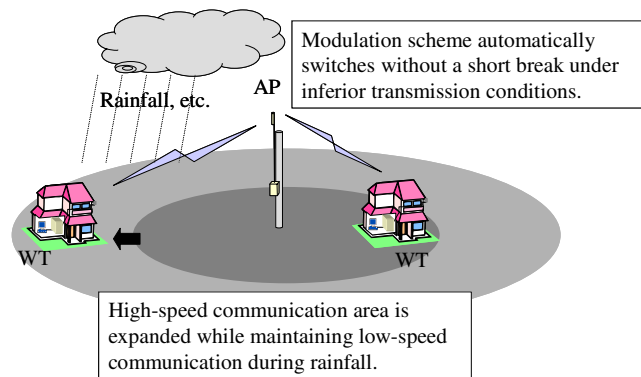 Modulation scheme automatically
switches without a short break under
inferior transmission conditions.
AP
Rainfall, etc.
WT
WT
High-speed communication area is
expanded while maintaining low-speed
communication during rainfall.